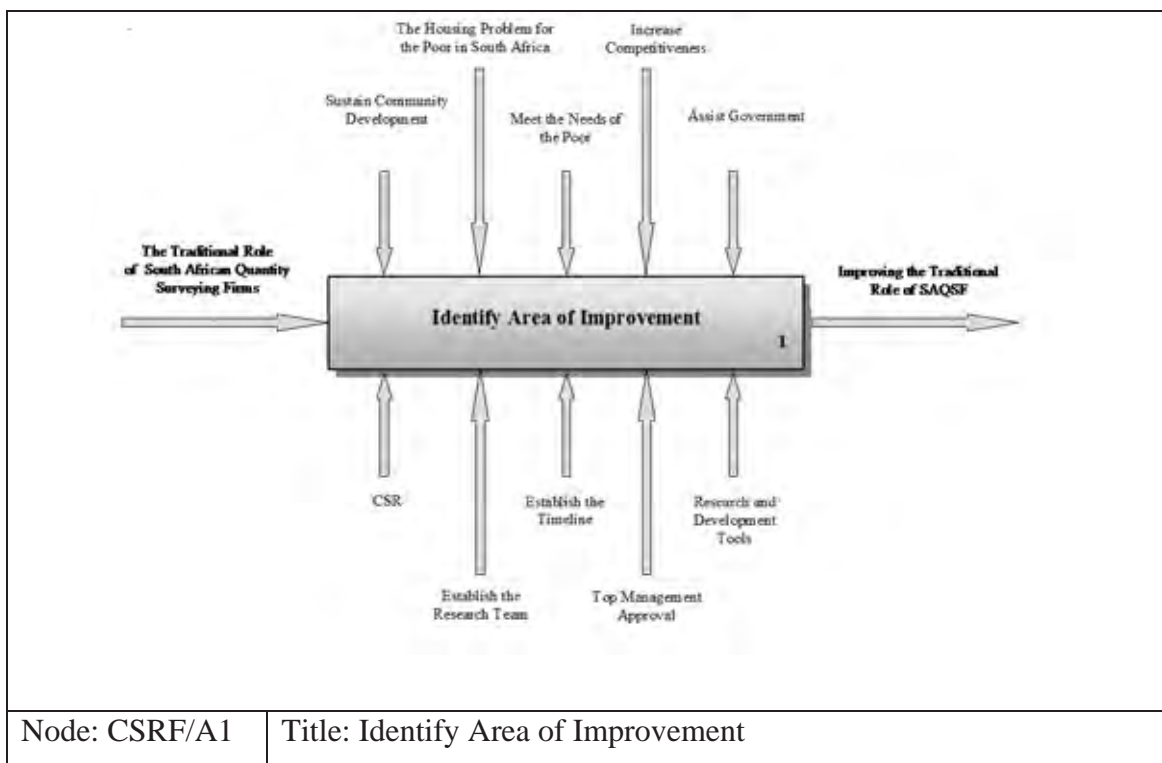 The Housing Problem for
the Poor in South Africa
Increase
Competitiveness
Sustain Community
Development
Meet the Needs of
the Poor
Assist Government
The Traditional Role
of South African Quantity
Surveying Firms
Identify Area of Improvement
1
Improving the Traditional
Role of SAQSF
CSR
Establish the
Timeline
Research and
Development
Tools
Establish the
Research Team
Top Management
Approval
Node: CSRF/A1
Title: Identify Area of Improvement